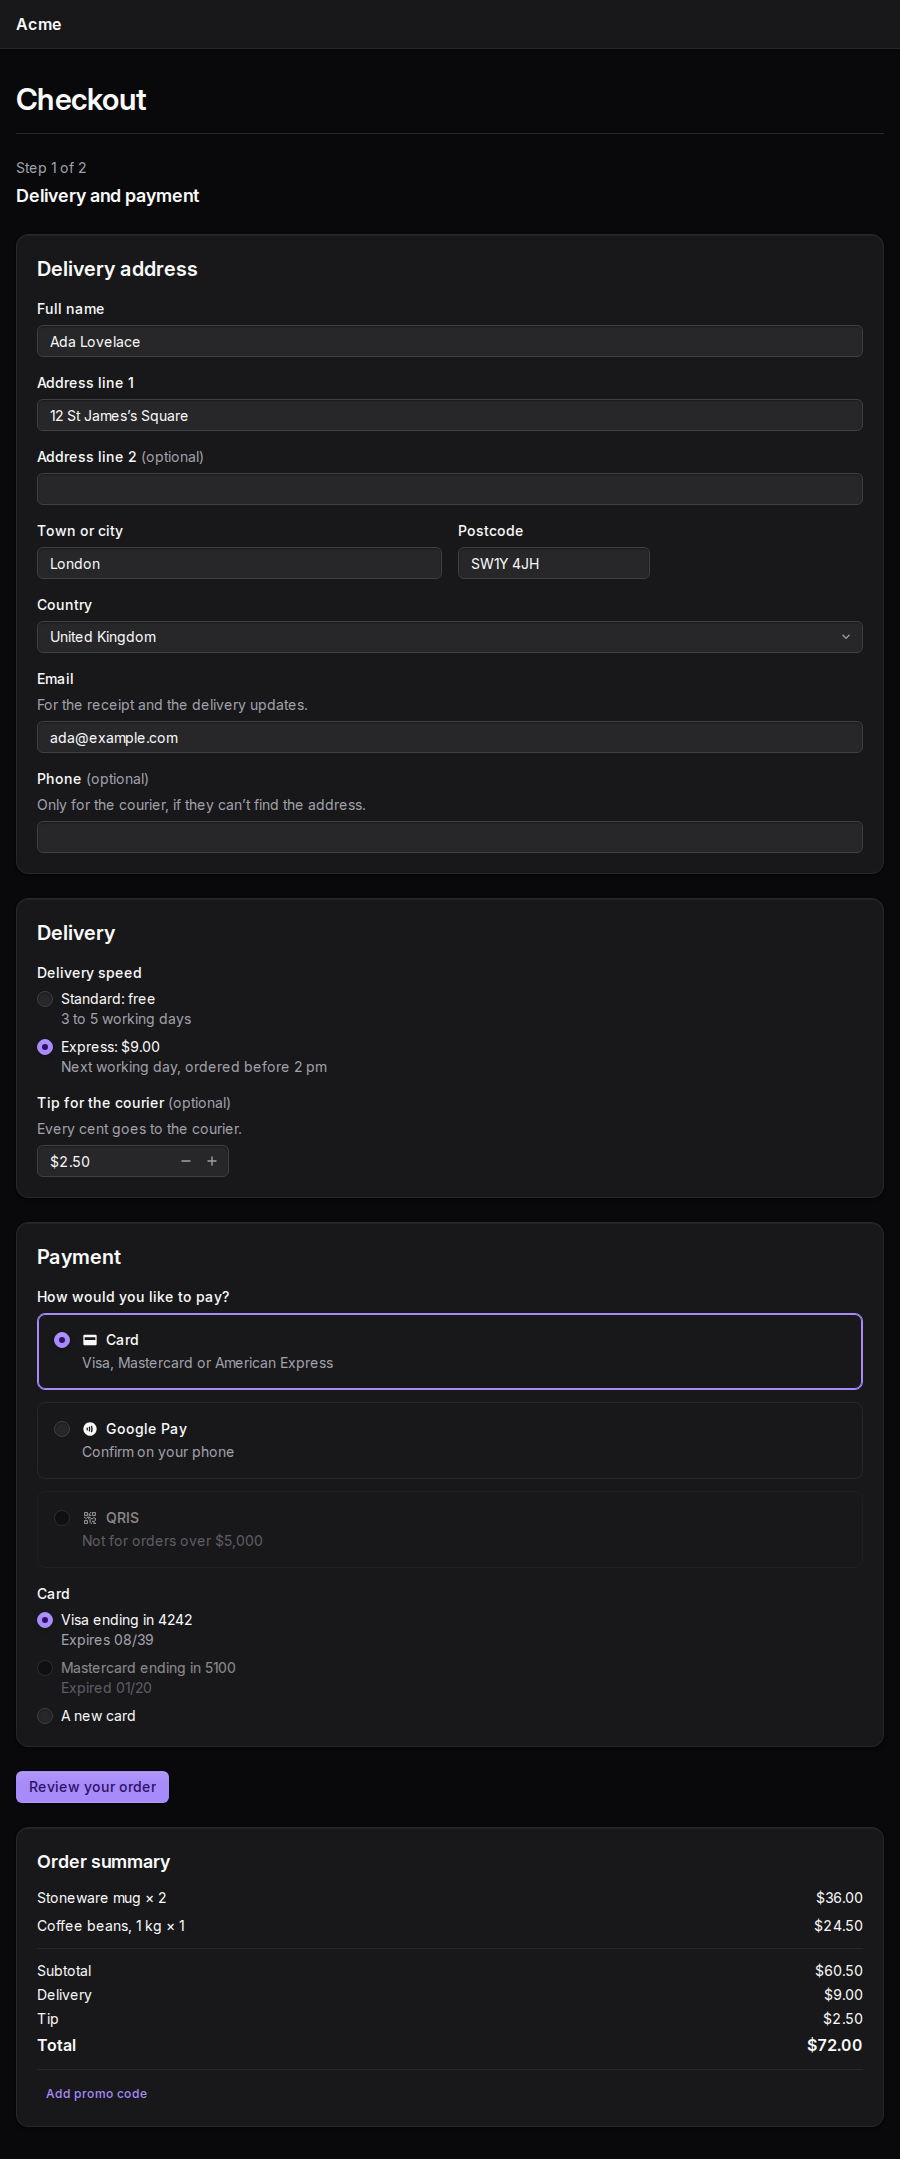 Acme
Checkout
Step 1 of 2
Delivery and payment
Delivery address
Full name
Ada Lovelace
Address line 1
12 St James’s Square
Address line 2 (optional)
Town or city
Postcode
London
SW1Y 4JH
Country
United Kingdom
Email
For the receipt and the delivery updates.
ada@example.com
Phone (optional)
Only for the courier, if they can’t find the address.
Delivery
Delivery speed
Standard: free
3 to 5 working days
Express: $9.00
Next working day, ordered before 2 pm
Tip for the courier (optional)
Every cent goes to the courier.
$2.50
Payment
How would you like to pay?
Card
Visa, Mastercard or American Express
Google Pay
Confirm on your phone
QRIS
Not for orders over $5,000
Card
Visa ending in 4242
Expires 08/39
Mastercard ending in 5100
Expired 01/20
A new card
Review your order
Order summary
Stoneware mug × 2 $36.00
Coffee beans, 1 kg × 1 $24.50
Subtotal $60.50
Delivery $9.00
Tip $2.50
Total $72.00
Add promo code